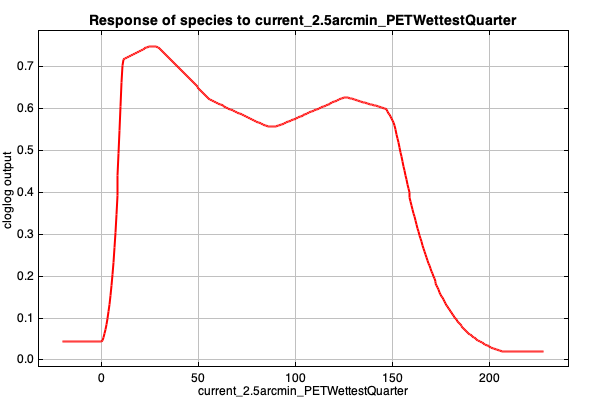 Response of species to current_2.5arcmin_PETWettestQuarter
0.7
0.6
0.5
0.4
0.3
0.2
0.1
0.0
cloglog output
0 50 100 150 200
current_2.5arcmin_PETWettestQuarter